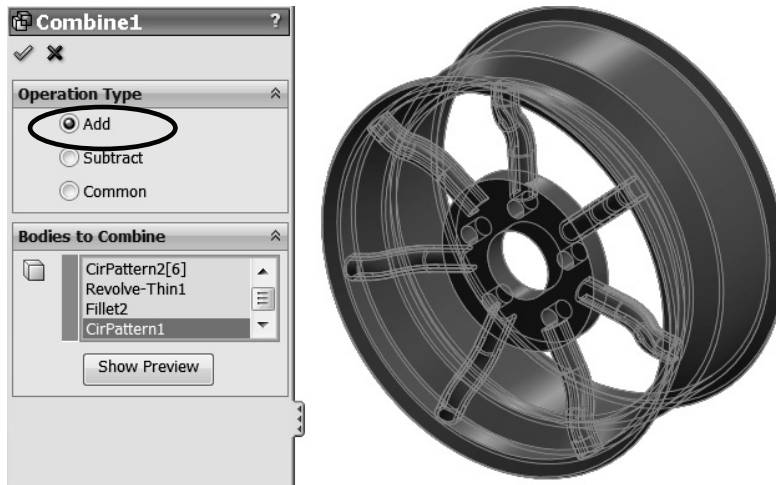 Combine1 ?
Operation Type
Add
Subtract
Common
Bodies to Combine
CirPattern2[6]
Revolve-Thin1
Fillet2
CirPattern1
Show Preview